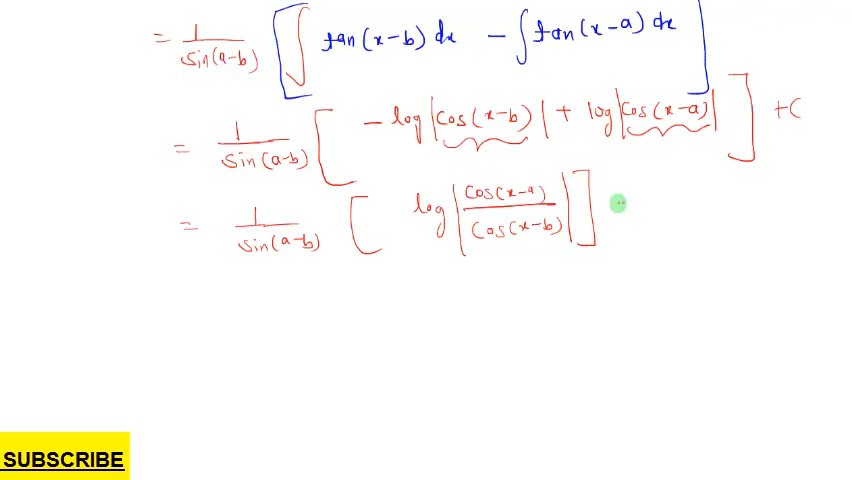 = 1/sin(a-b) [ ∫ tan(x-b) dx - ∫ tan(x-a) dx ]
= 1/sin(a-b) [ - log|cos(x-b)| + log|cos(x-a)| ] + C
= 1/sin(a-b) [ log| cos(x-a)/cos(x-b) | ]
SUBSCRIBE